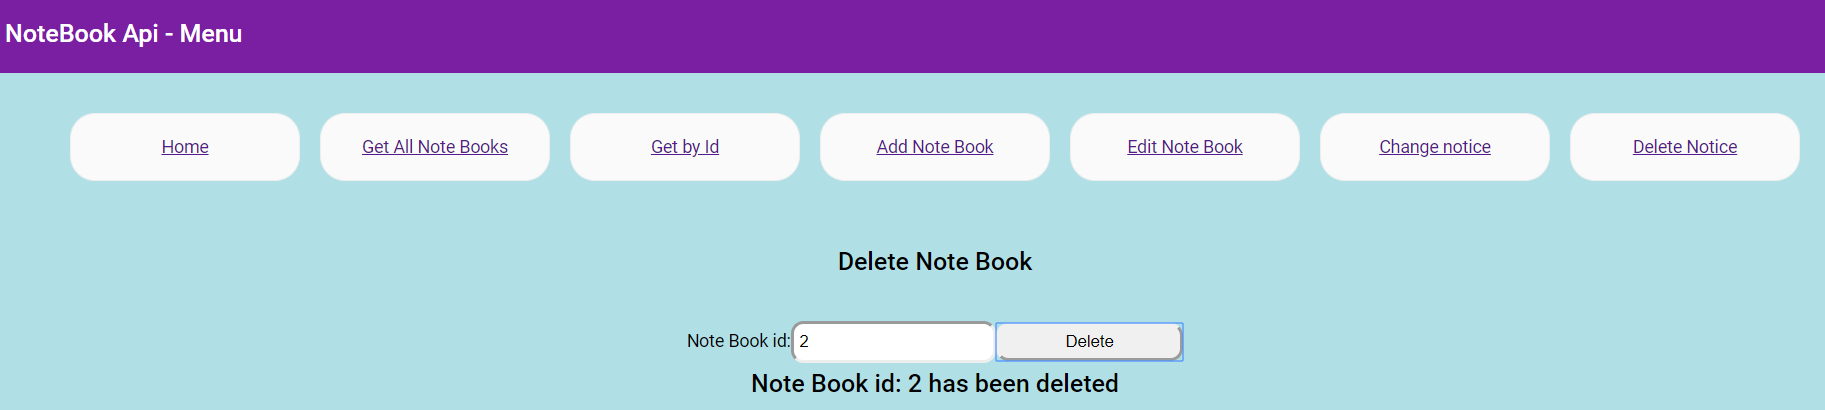 NoteBook Api - Menu
Home
Get All Note Books
Get by Id
Add Note Book
Edit Note Book
Change notice
Delete Notice
Delete Note Book
Note Book id: 2 Delete
Note Book id: 2 has been deleted